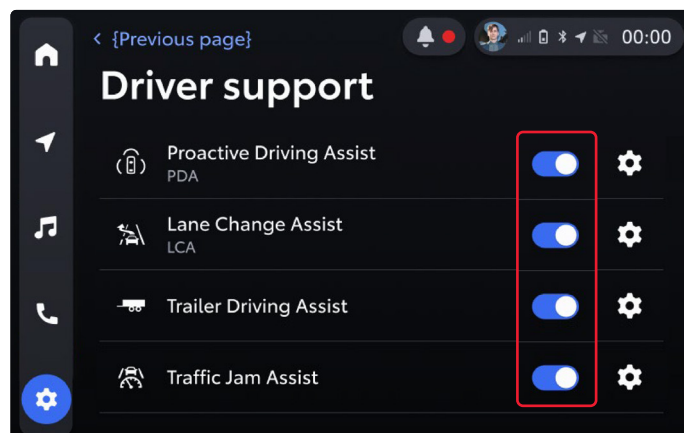 < {Previous page}
00:00
Driver support
Proactive Driving Assist
PDA
Lane Change Assist
LCA
Trailer Driving Assist
Traffic Jam Assist